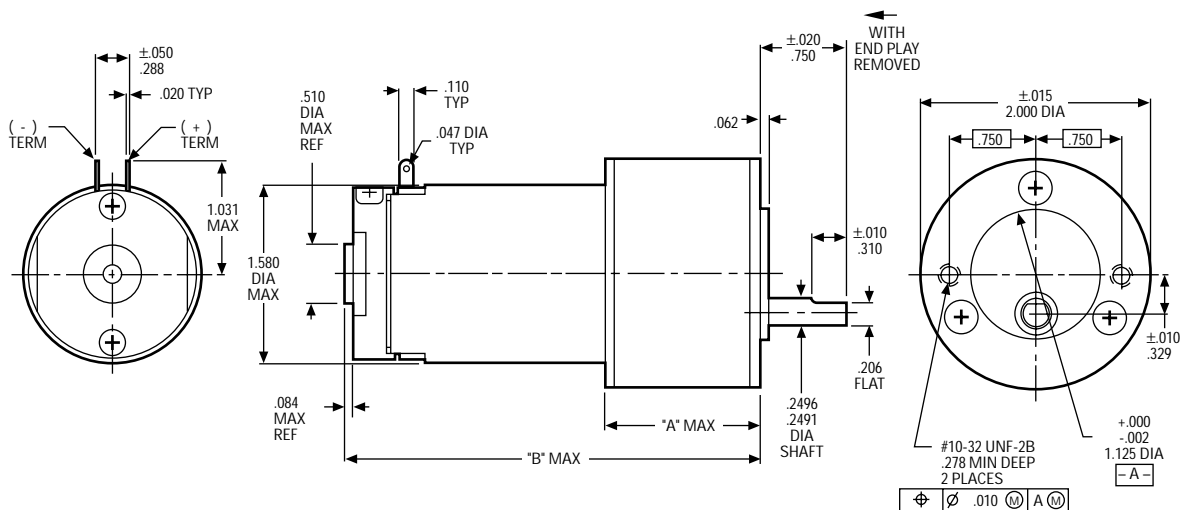 ±.050
.288
.020 TYP
( - )
TERM
( + )
TERM
1.031
MAX
.510
DIA
MAX
REF
.110
TYP
.047 DIA
TYP
1.580
DIA
MAX
.084
MAX
REF
"A" MAX
"B" MAX
.062
±.020
.750
WITH
END PLAY
REMOVED
±.010
.310
.206
FLAT
.2496
.2491
DIA
SHAFT
±.015
2.000 DIA
.750
.750
±.010
.329
#10-32 UNF-2B
.278 MIN DEEP
2 PLACES
⌖ Ø .010 Ⓜ A Ⓜ
+.000
-.002
1.125 DIA
– A –